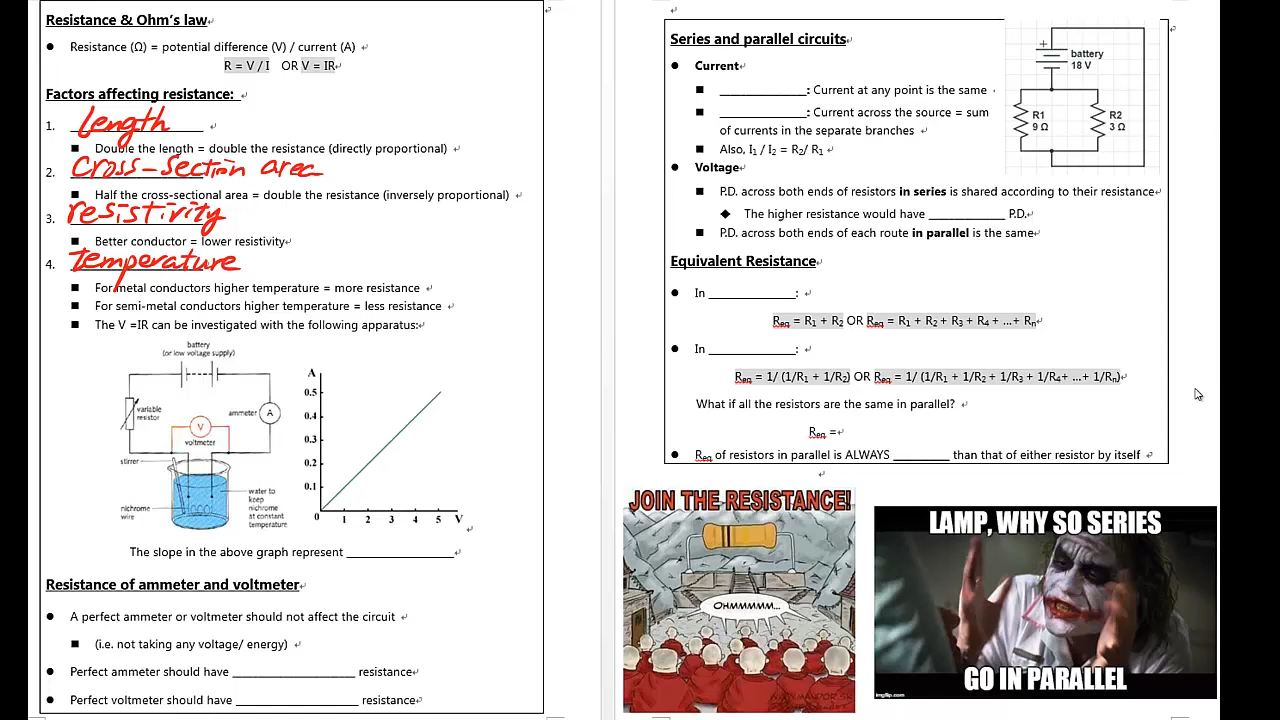 Resistance & Ohm's law
● Resistance (Ω) = potential difference (V) / current (A)
R = V / I OR V = IR
Factors affecting resistance:
1. length
■ Double the length = double the resistance (directly proportional)
2. cross-section area
■ Half the cross-sectional area = double the resistance (inversely proportional)
3. resistivity
■ Better conductor = lower resistivity
4. temperature
■ For metal conductors higher temperature = more resistance
■ For semi-metal conductors higher temperature = less resistance
■ The V =IR can be investigated with the following apparatus:
battery
(or low voltage supply)
variable
resistor
ammeter
A
V
voltmeter
stirrer
nichrome
wire
water to
keep
nichrome
at constant
temperature
A
0.5
0.4
0.3
0.2
0.1
0 1 2 3 4 5 V
The slope in the above graph represent ________________
Resistance of ammeter and voltmeter
● A perfect ammeter or voltmeter should not affect the circuit
■ (i.e. not taking any voltage/ energy)
● Perfect ammeter should have __________________ resistance
● Perfect voltmeter should have __________________ resistance
Series and parallel circuits
● Current
■ _____________: Current at any point is the same
■ _____________: Current across the source = sum
of currents in the separate branches
■ Also, I₁ / I₂ = R₂/ R₁
+
battery
18 V
R1
9 Ω
R2
3 Ω
● Voltage
■ P.D. across both ends of resistors in series is shared according to their resistance
◆ The higher resistance would have ___________ P.D.
■ P.D. across both ends of each route in parallel is the same
Equivalent Resistance
● In _____________:
Req = R₁ + R₂ OR Req = R₁ + R₂ + R₃ + R₄ + ...+ Rn
● In _____________:
Req = 1/ (1/R₁ + 1/R₂) OR Req = 1/ (1/R₁ + 1/R₂ + 1/R₃ + 1/R₄+ ...+ 1/Rn)
What if all the resistors are the same in parallel?
Req =
● Req of resistors in parallel is ALWAYS ________ than that of either resistor by itself
JOIN THE RESISTANCE!
OHMMMMM...
LAMP, WHY SO SERIES
GO IN PARALLEL
imgflip.com